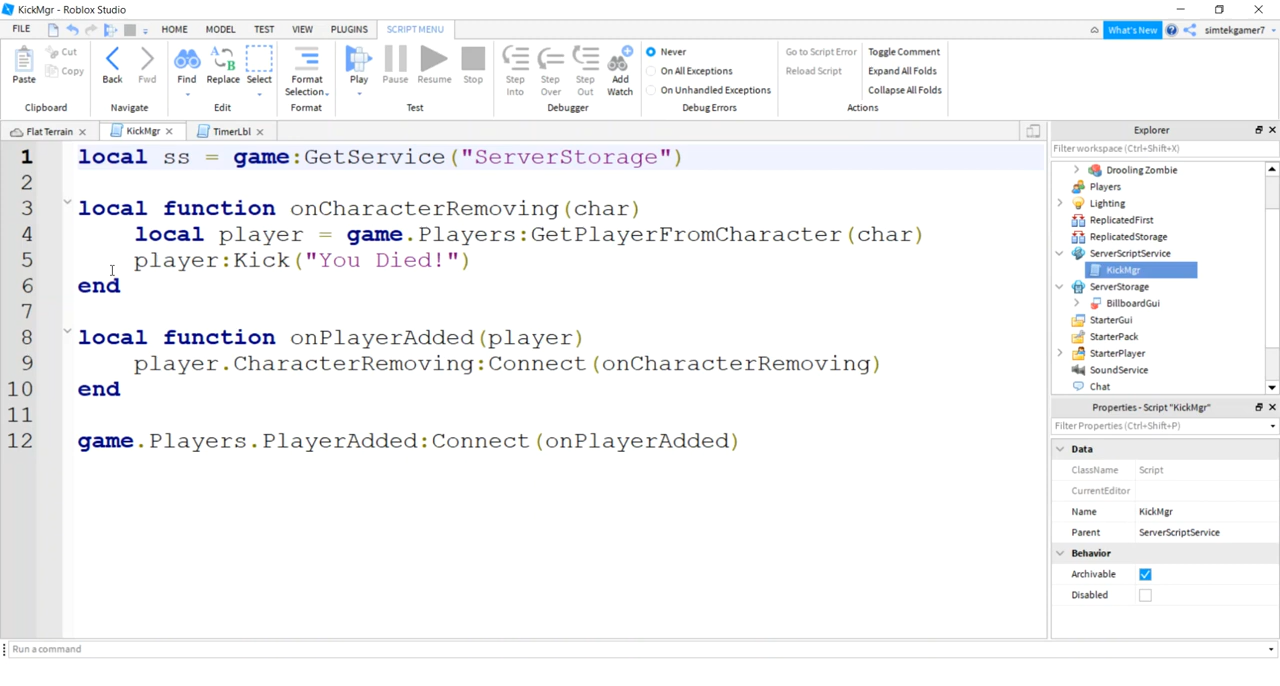 KickMgr - Roblox Studio
FILE HOME MODEL TEST VIEW PLUGINS SCRIPT MENU What's New simtekgamer7
Paste Cut Copy Back Fwd Find Replace Select Format Selection Play Pause Resume Stop Step Into Step Over Step Out Add Watch Never On All Exceptions On Unhandled Exceptions Go to Script Error Reload Script Toggle Comment Expand All Folds Collapse All Folds
Clipboard Navigate Edit Format Test Debugger Debug Errors Actions
Flat Terrain KickMgr TimerLbl
1 local ss = game:GetService("ServerStorage")
2
3 local function onCharacterRemoving(char)
4 local player = game.Players:GetPlayerFromCharacter(char)
5 player:Kick("You Died!")
6 end
7
8 local function onPlayerAdded(player)
9 player.CharacterRemoving:Connect(onCharacterRemoving)
10 end
11
12 game.Players.PlayerAdded:Connect(onPlayerAdded)
Explorer
Filter workspace (Ctrl+Shift+X)
Drooling Zombie
Players
Lighting
ReplicatedFirst
ReplicatedStorage
ServerScriptService
KickMgr
ServerStorage
BillboardGui
StarterGui
StarterPack
StarterPlayer
SoundService
Chat
Properties - Script "KickMgr"
Filter Properties (Ctrl+Shift+P)
Data
ClassName Script
CurrentEditor
Name KickMgr
Parent ServerScriptService
Behavior
Archivable
Disabled
Run a command